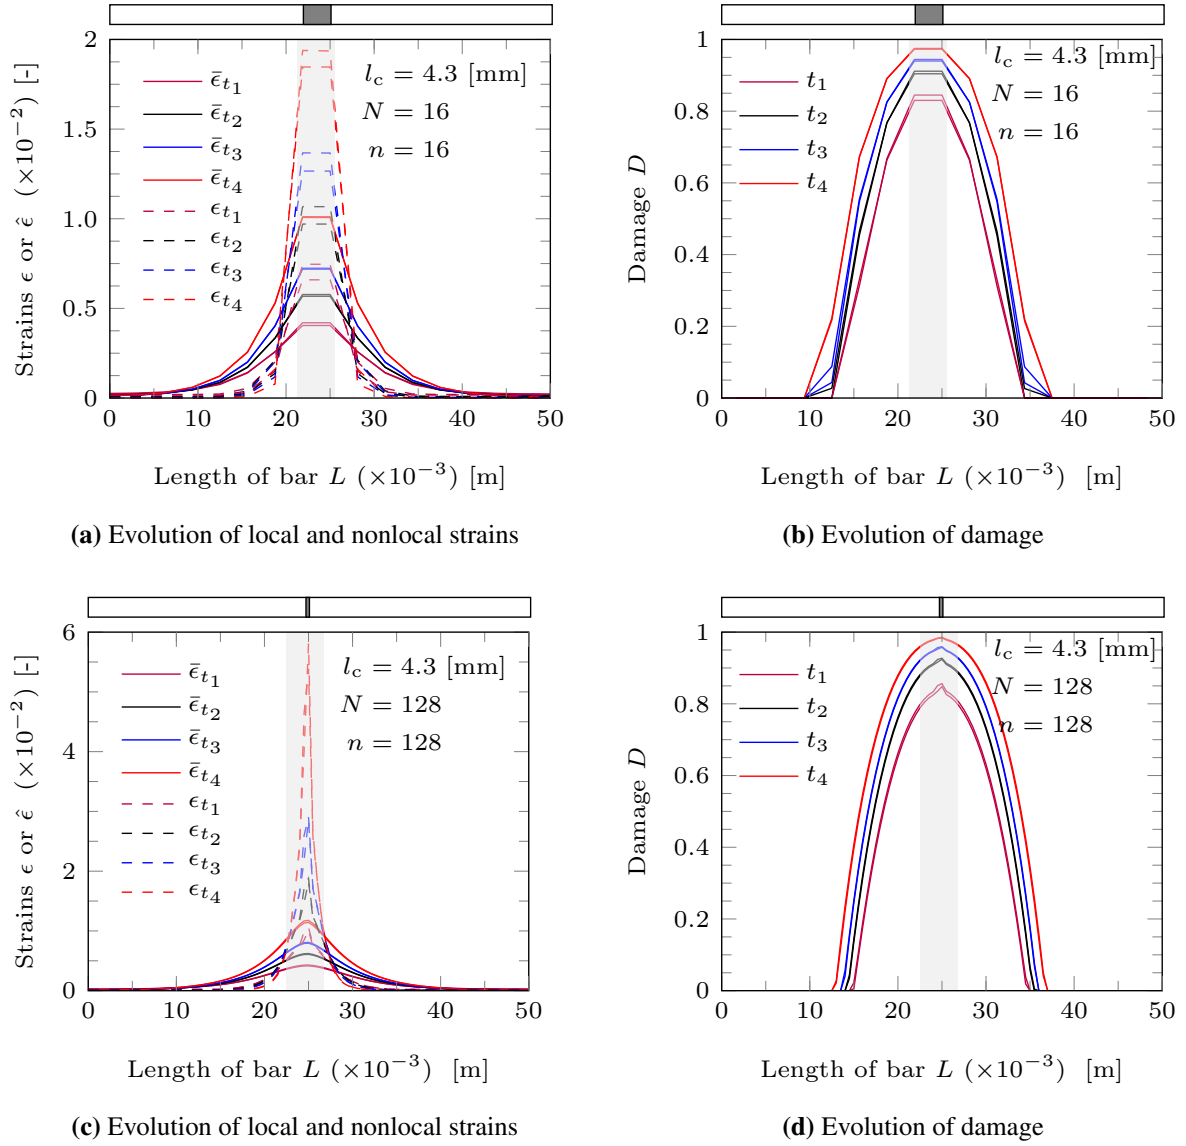 2
1.5
1.0
0.5
0
0
10
20
30
40
50
Strains ϵ or ϵ̂ (×10⁻²) [-]
ϵ̄ₜ₁
ϵ̄ₜ₂
ϵ̄ₜ₃
ϵ̄ₜ₄
ϵₜ₁
ϵₜ₂
ϵₜ₃
ϵₜ₄
l_c = 4.3 [mm]
N = 16
n = 16
Length of bar L (×10⁻³) [m]
(a) Evolution of local and nonlocal strains
1
0.8
0.6
0.4
0.2
0
0
10
20
30
40
50
Damage D
t₁
t₂
t₃
t₄
l_c = 4.3 [mm]
N = 16
n = 16
Length of bar L (×10⁻³) [m]
(b) Evolution of damage
6
4
2
0
0
10
20
30
40
50
Strains ϵ or ϵ̂ (×10⁻²) [-]
ϵ̄ₜ₁
ϵ̄ₜ₂
ϵ̄ₜ₃
ϵ̄ₜ₄
ϵₜ₁
ϵₜ₂
ϵₜ₃
ϵₜ₄
l_c = 4.3 [mm]
N = 128
n = 128
Length of bar L (×10⁻³) [m]
(c) Evolution of local and nonlocal strains
1
0.8
0.6
0.4
0.2
0
0
10
20
30
40
50
Damage D
t₁
t₂
t₃
t₄
l_c = 4.3 [mm]
N = 128
n = 128
Length of bar L (×10⁻³) [m]
(d) Evolution of damage